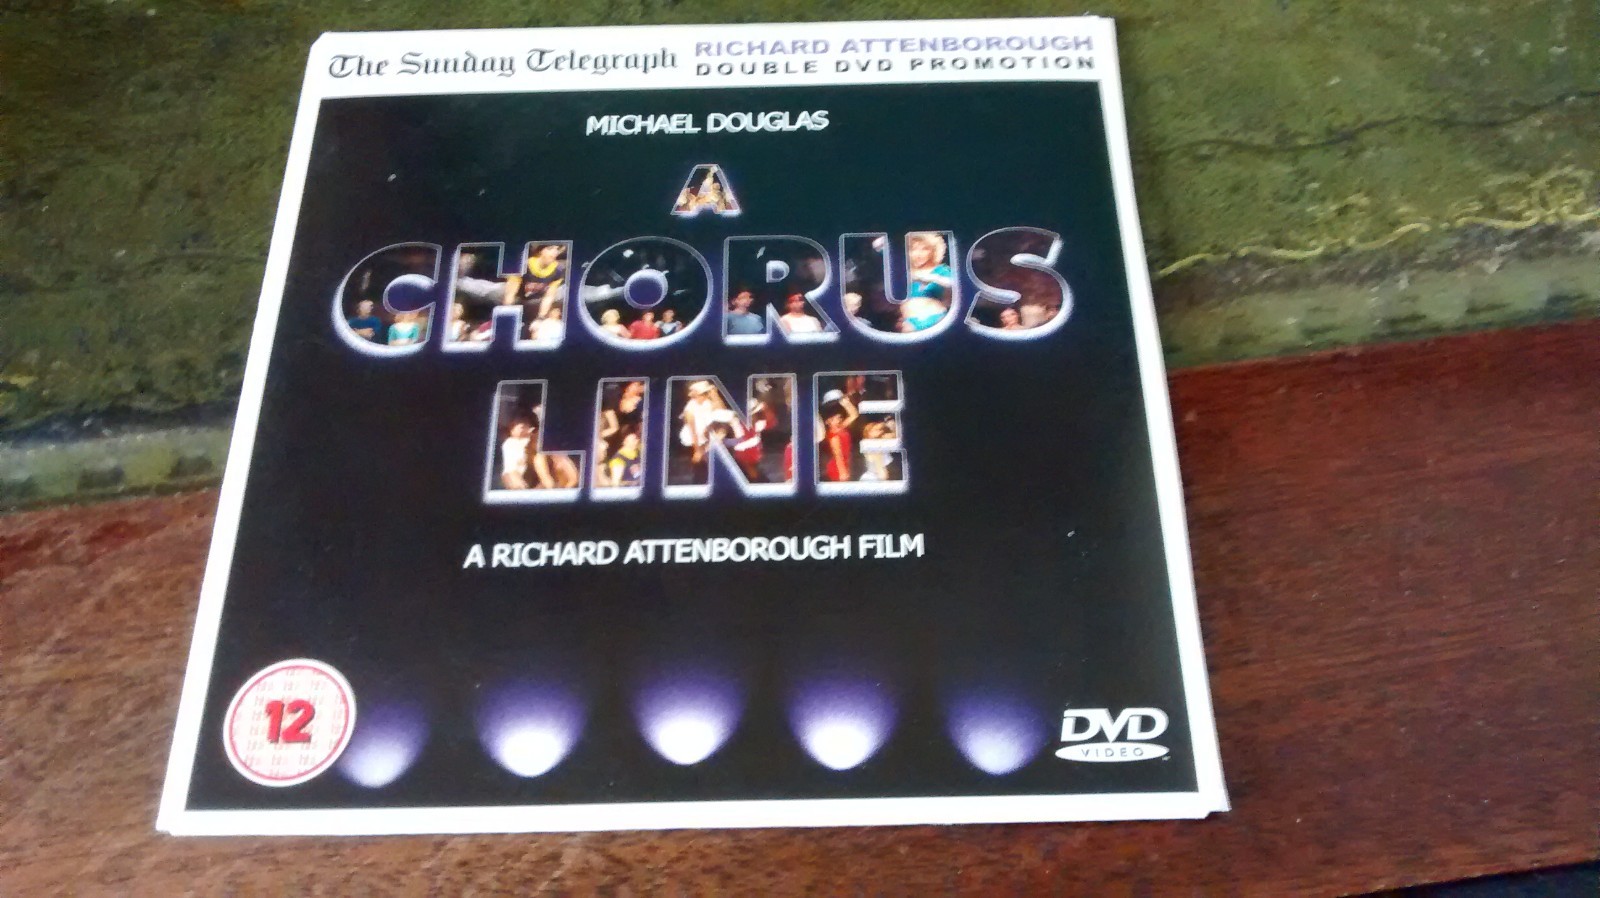 The Sunday Telegraph
RICHARD ATTENBOROUGH
DOUBLE DVD PROMOTION
MICHAEL DOUGLAS
A
CHORUS
LINE
A RICHARD ATTENBOROUGH FILM
12
DVD
VIDEO